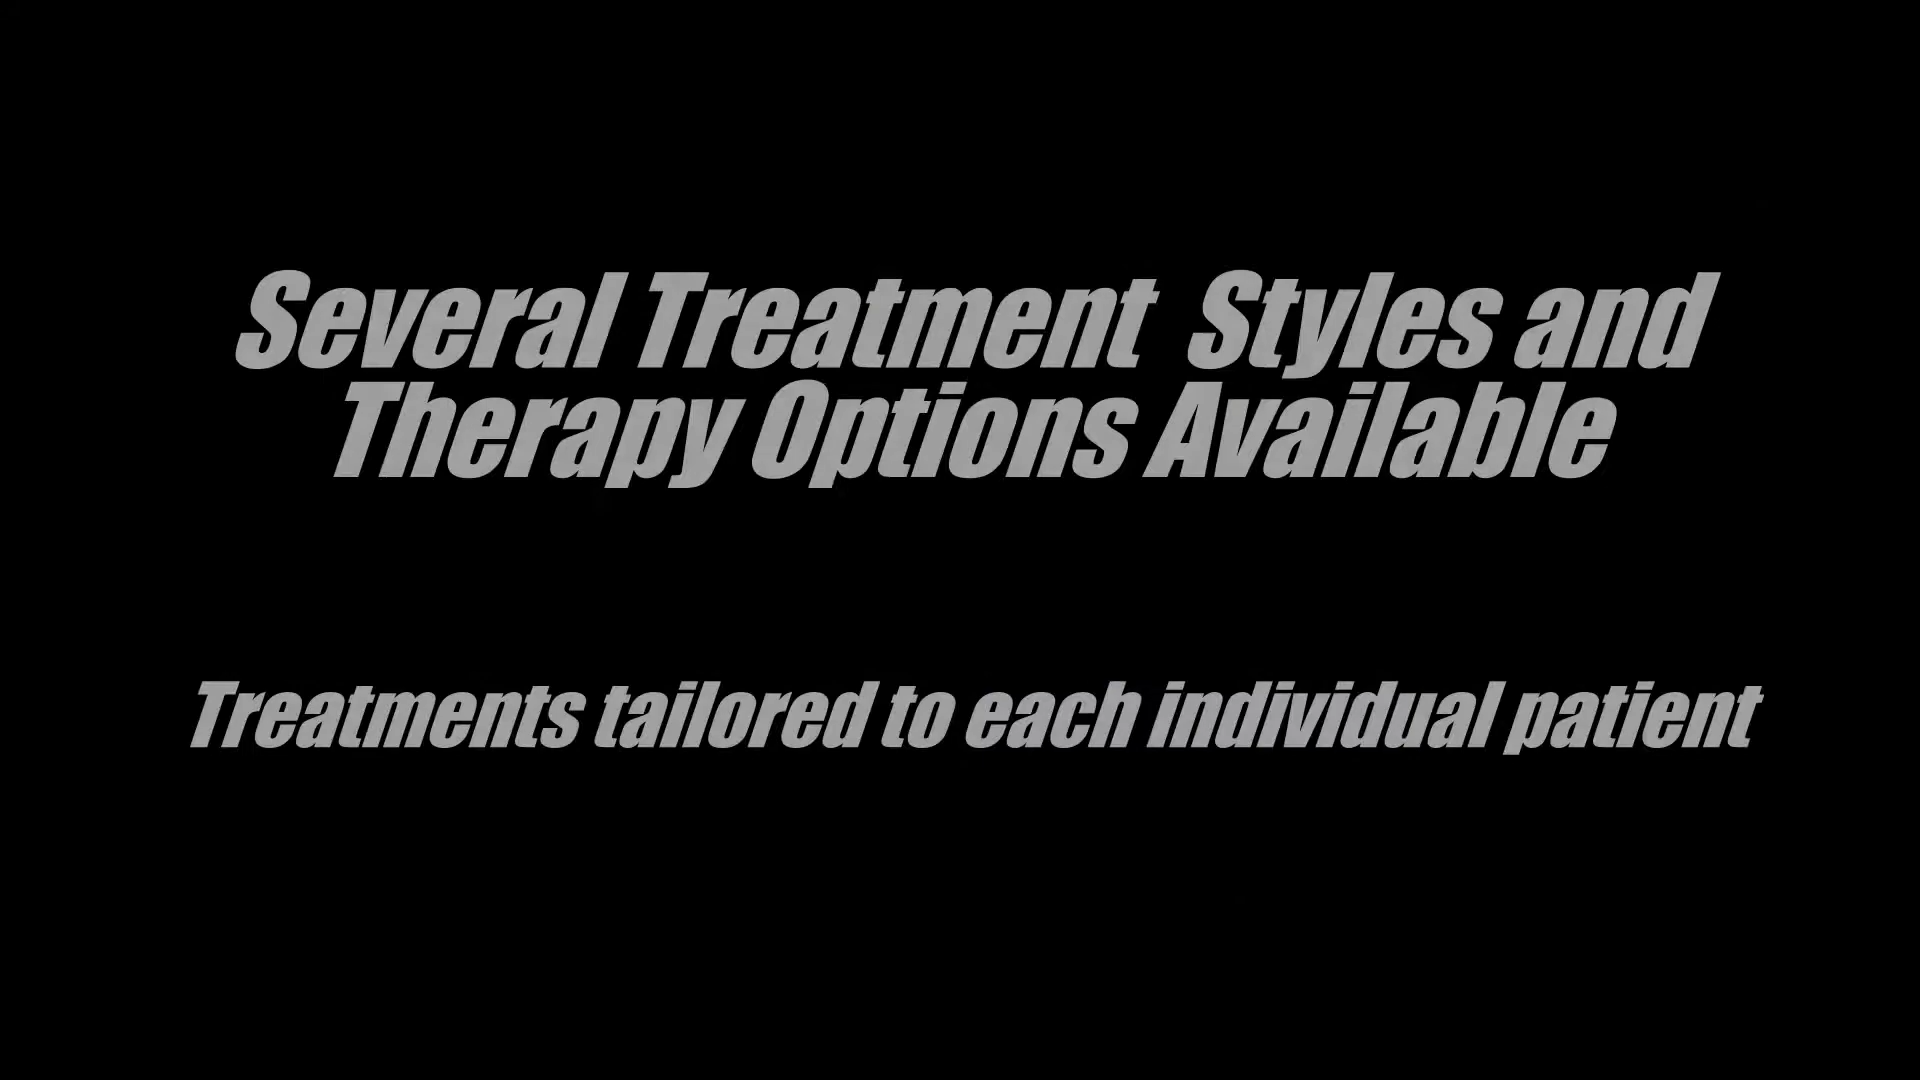 Several Treatment  Styles and
Therapy Options Available
Treatments tailored to each individual patient